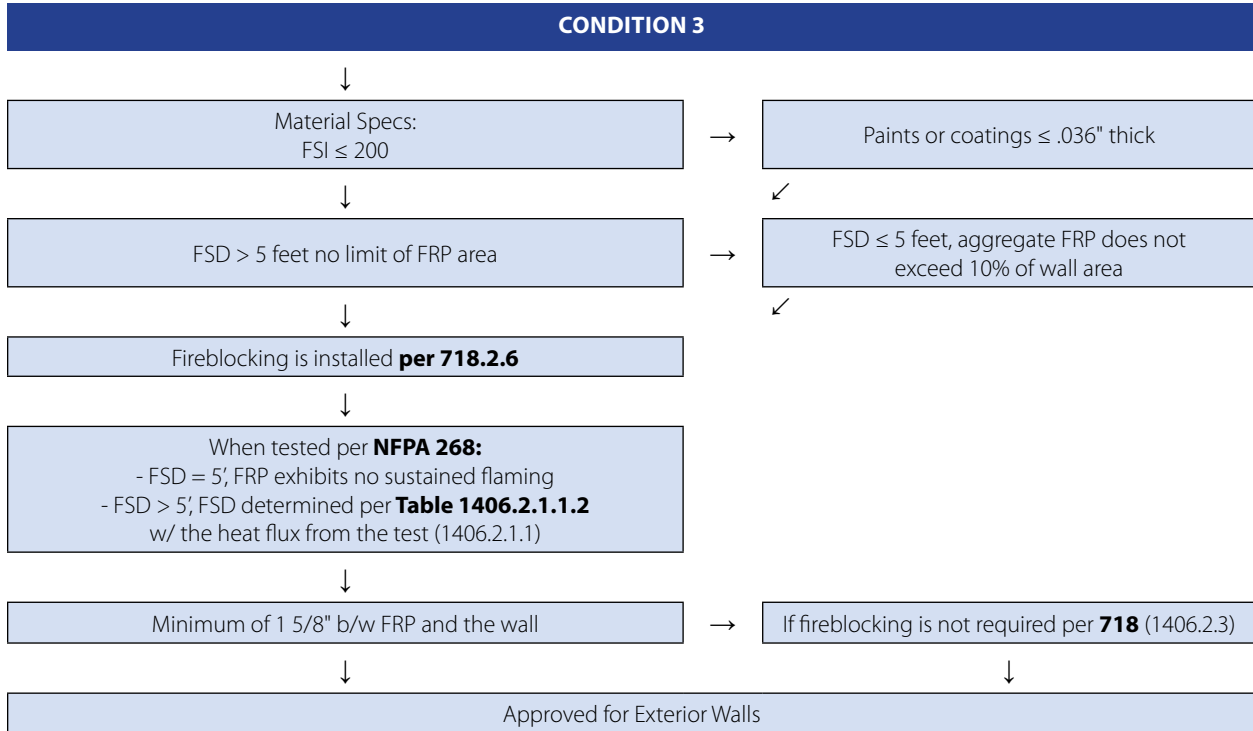 CONDITION 3
↓
Material Specs:
FSI ≤ 200
→
Paints or coatings ≤ .036" thick
↓
↙
FSD > 5 feet no limit of FRP area
→
FSD ≤ 5 feet, aggregate FRP does not
exceed 10% of wall area
↓
↙
Fireblocking is installed per 718.2.6
↓
When tested per NFPA 268:
- FSD = 5’, FRP exhibits no sustained flaming
- FSD > 5’, FSD determined per Table 1406.2.1.1.2
w/ the heat flux from the test (1406.2.1.1)
↓
Minimum of 1 5/8" b/w FRP and the wall
→
If fireblocking is not required per 718 (1406.2.3)
↓
↓
Approved for Exterior Walls